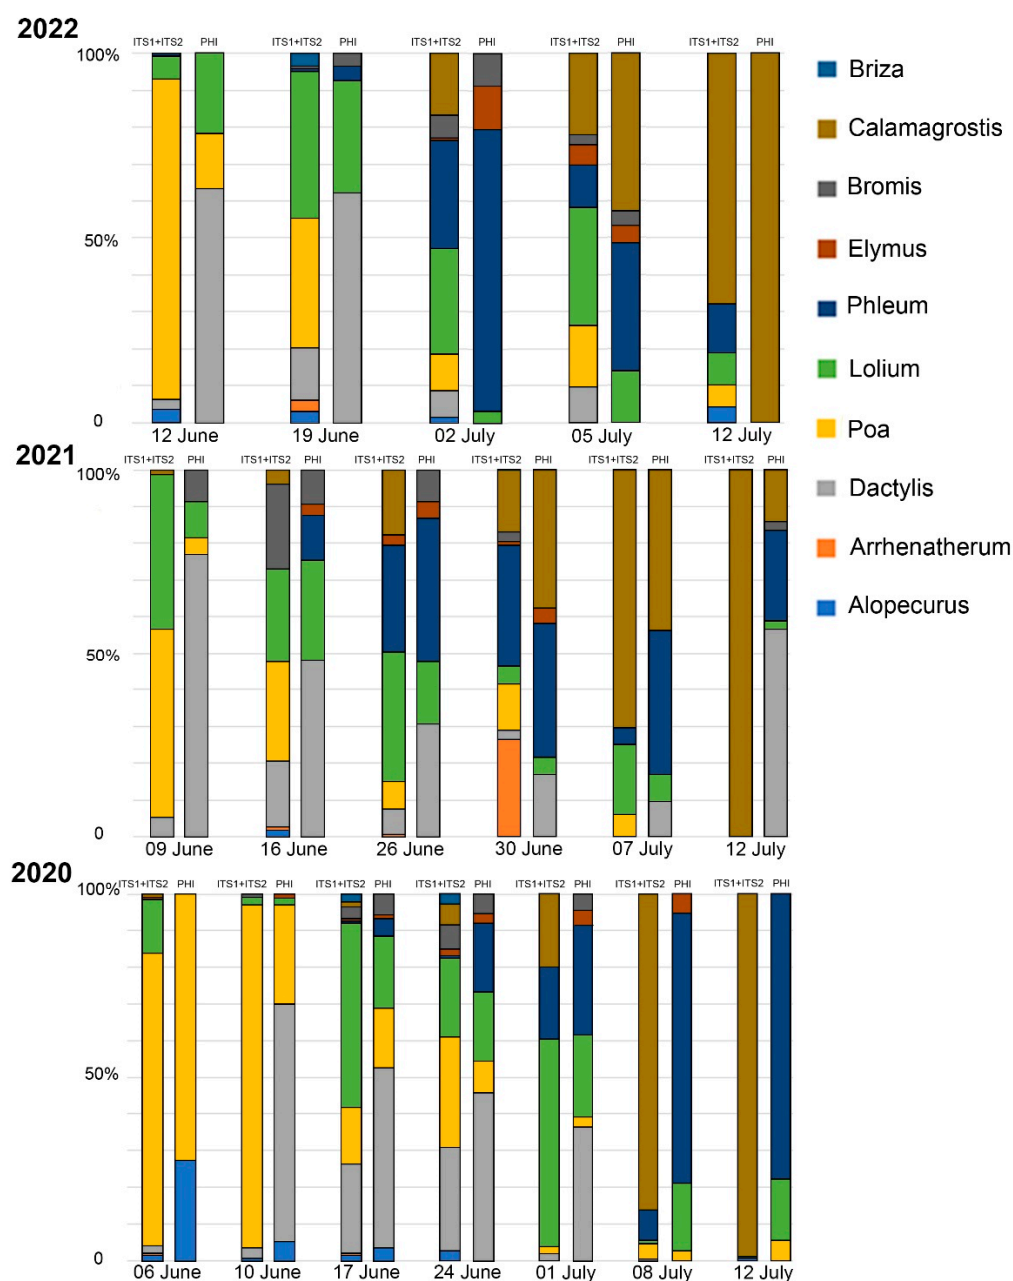 2022
ITS1+ITS2 PHI ITS1+ITS2 PHI ITS1+ITS2 PHI ITS1+ITS2 PHI ITS1+ITS2 PHI
100%
50%
0
12 June 19 June 02 July 05 July 12 July
2021
ITS1+ITS2 PHI ITS1+ITS2 PHI ITS1+ITS2 PHI ITS1+ITS2 PHI ITS1+ITS2 PHI ITS1+ITS2 PHI
100%
50%
0
09 June 16 June 26 June 30 June 07 July 12 July
2020
ITS1+ITS2 PHI ITS1+ITS2 PHI ITS1+ITS2 PHI ITS1+ITS2 PHI ITS1+ITS2 PHI ITS1+ITS2 PHI ITS1+ITS2 PHI
100%
50%
0
06 June 10 June 17 June 24 June 01 July 08 July 12 July
Briza
Calamagrostis
Bromis
Elymus
Phleum
Lolium
Poa
Dactylis
Arrhenatherum
Alopecurus